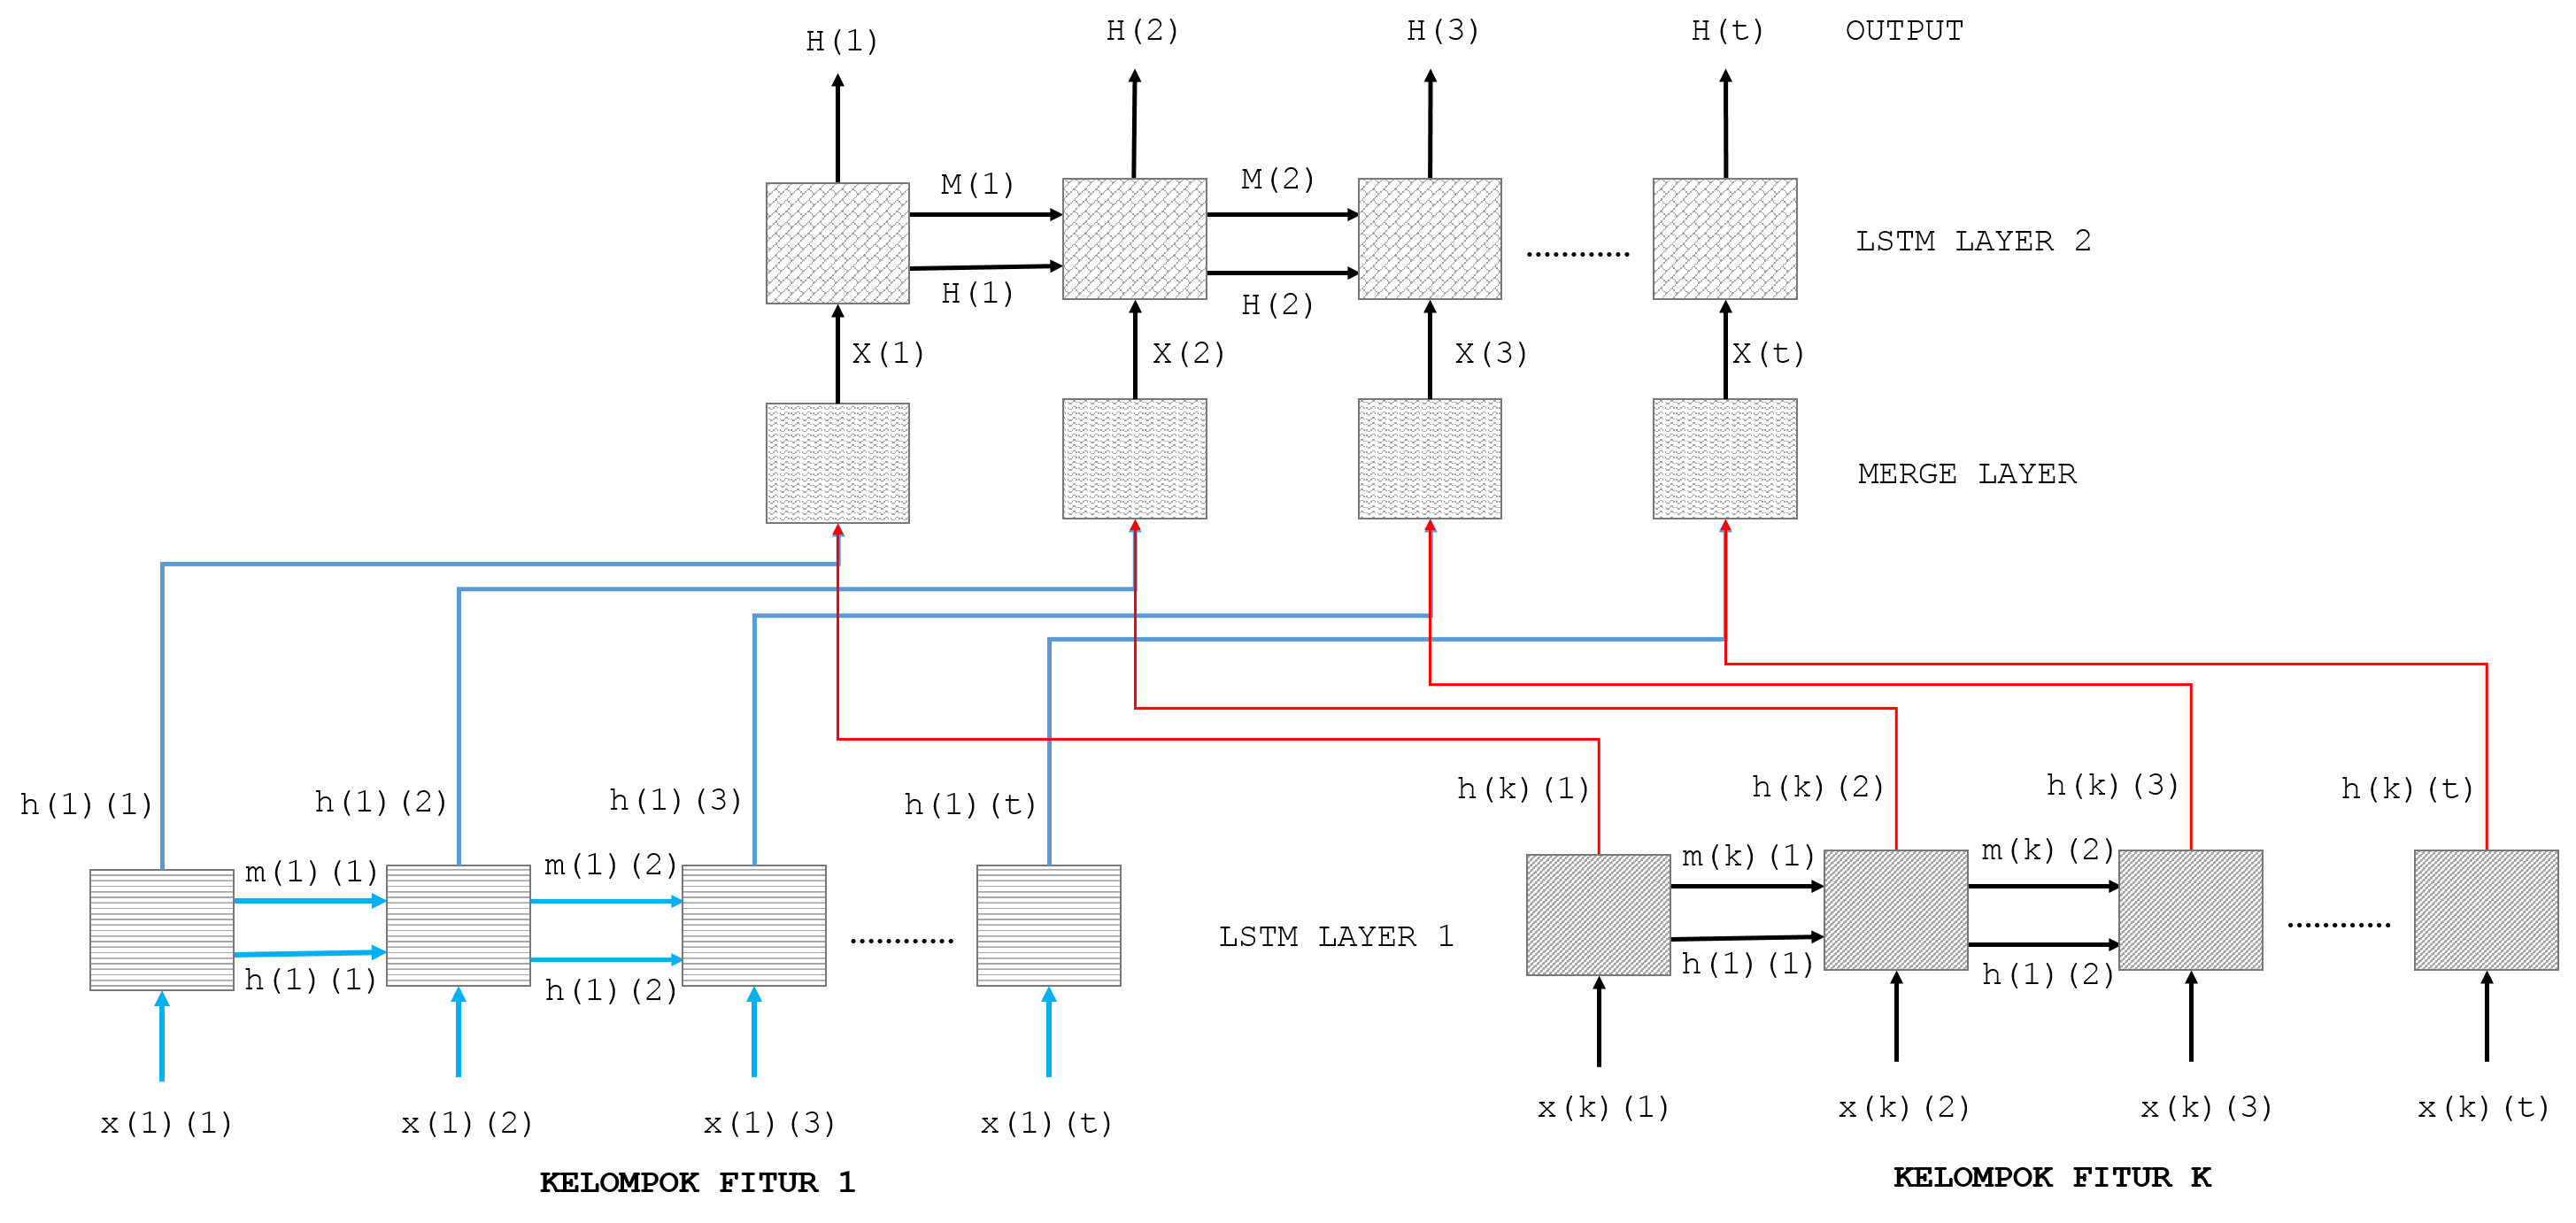 H(1) H(2) H(3) H(t) OUTPUT
M(1) M(2)
LSTM LAYER 2
H(1) H(2)
X(1) X(2) X(3) X(t)
MERGE LAYER
h(1)(1) h(1)(2) h(1)(3) h(1)(t) h(k)(1) h(k)(2) h(k)(3) h(k)(t)
m(1)(1) m(1)(2) m(k)(1) m(k)(2)
............ LSTM LAYER 1 ............
h(1)(1) h(1)(2) h(1)(1) h(1)(2)
x(1)(1) x(1)(2) x(1)(3) x(1)(t) x(k)(1) x(k)(2) x(k)(3) x(k)(t)
KELOMPOK FITUR 1 KELOMPOK FITUR K